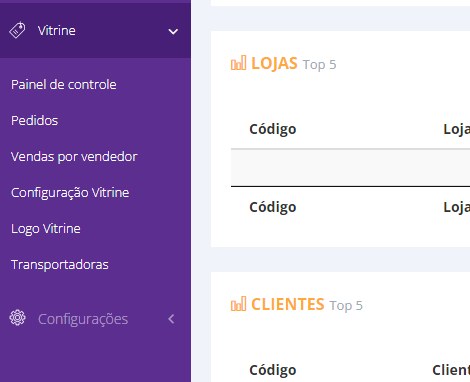 Vitrine
Painel de controle
Pedidos
Vendas por vendedor
Configuração Vitrine
Logo Vitrine
Transportadoras
Configurações
LOJAS Top 5
Código Loja
Código Loja
CLIENTES Top 5
Código Client